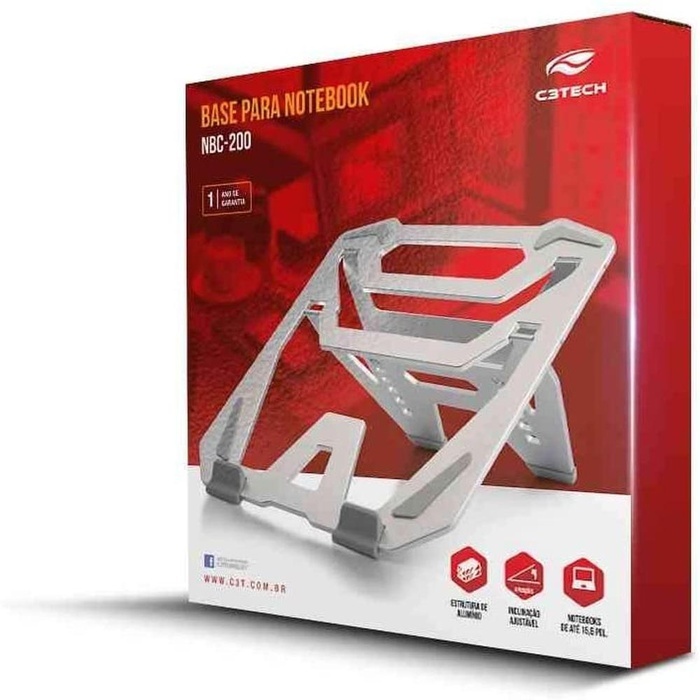 BASE PARA NOTEBOOK
NBC-200
C3TECH
1
ANO DE
GARANTIA
WWW.C3T.COM.BR
ESTRUTURA DE
ALUMÍNIO
INCLINAÇÃO
AJUSTÁVEL
NOTEBOOKS
DE ATÉ 15,6 POL.